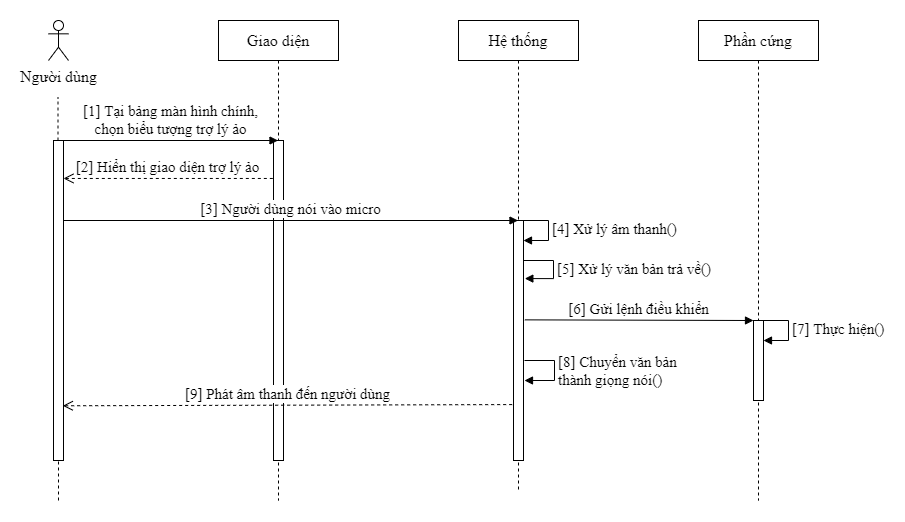 Người dùng
Giao diện
Hệ thống
Phần cứng
[1] Tại bảng màn hình chính,
chọn biểu tượng trợ lý ảo
[2] Hiển thị giao diện trợ lý ảo
[3] Người dùng nói vào micro
[4] Xử lý âm thanh()
[5] Xử lý văn bản trả về()
[6] Gửi lệnh điều khiển
[7] Thực hiện()
[8] Chuyển văn bản
thành giọng nói()
[9] Phát âm thanh đến người dùng